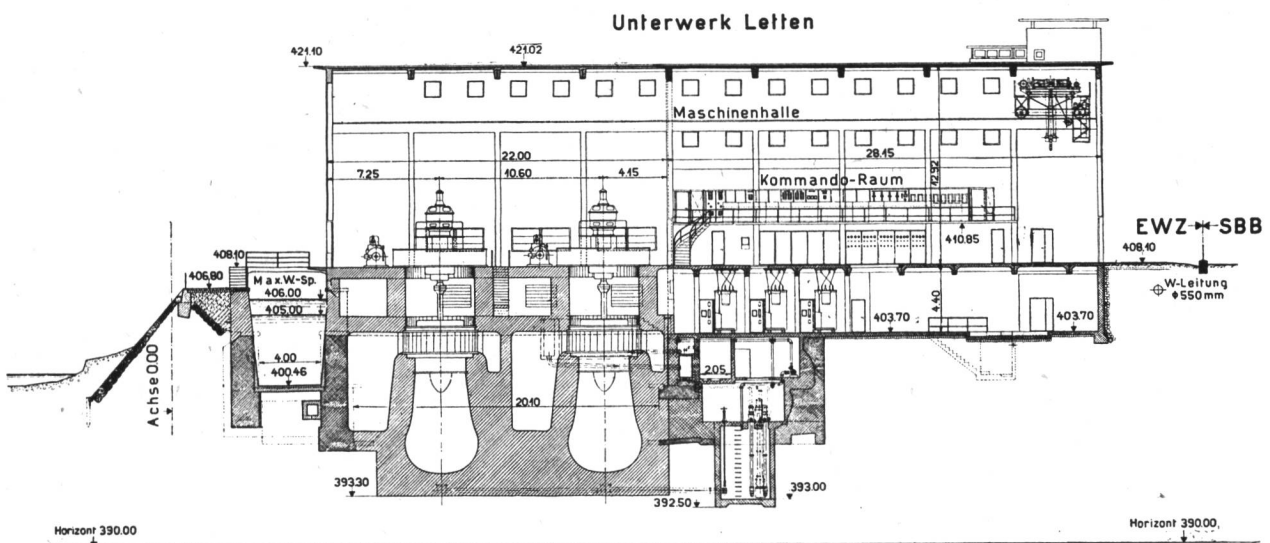 Unterwerk Letten
421.10
421.02
Maschinenhalle
22.00
28.15
7.25
10.60
4.15
Kommando-Raum
12.92
410.85
EWZ
SBB
408.10
408.10
406.80
Max.W.-Sp.
406.00
405.00
W-Leitung
Φ550mm
4.40
403.70
403.70
4.00
400.46
2.05
Achse 0.00
20.10
393.30
392.50
393.00
Horizont 390.00
Horizont 390.00